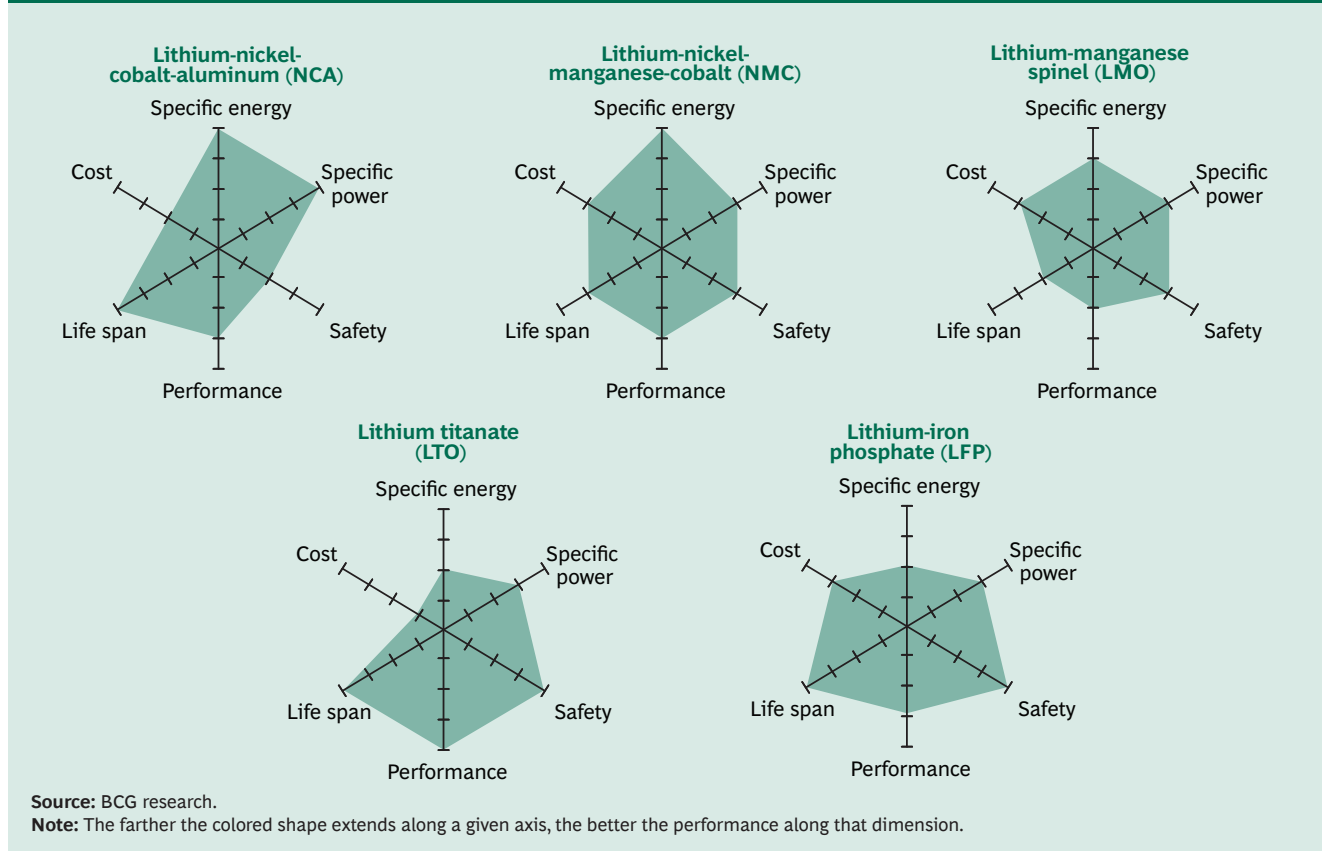 Lithium-nickel-
cobalt-aluminum (NCA)
Specific energy
Cost
Specific
power
Life span
Safety
Performance
Lithium-nickel-
manganese-cobalt (NMC)
Specific energy
Cost
Specific
power
Life span
Safety
Performance
Lithium-manganese
spinel (LMO)
Specific energy
Cost
Specific
power
Life span
Safety
Performance
Lithium titanate
(LTO)
Specific energy
Cost
Specific
power
Life span
Safety
Performance
Lithium-iron
phosphate (LFP)
Specific energy
Cost
Specific
power
Life span
Safety
Performance
Source: BCG research.
Note: The farther the colored shape extends along a given axis, the better the performance along that dimension.